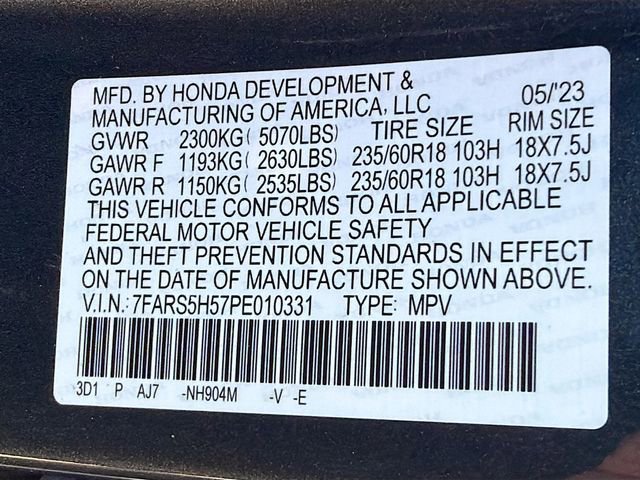 MFD. BY HONDA DEVELOPMENT &
MANUFACTURING OF AMERICA, LLC 05/'23
GVWR 2300KG( 5070LBS) TIRE SIZE RIM SIZE
GAWR F 1193KG( 2630LBS) 235/60R18 103H 18X7.5J
GAWR R 1150KG( 2535LBS) 235/60R18 103H 18X7.5J
THIS VEHICLE CONFORMS TO ALL APPLICABLE
FEDERAL MOTOR VEHICLE SAFETY
AND THEFT PREVENTION STANDARDS IN EFFECT
ON THE DATE OF MANUFACTURE SHOWN ABOVE.
V.I.N.: 7FARS5H57PE010331 TYPE: MPV
3D1 P AJ7 -NH904M -V -E